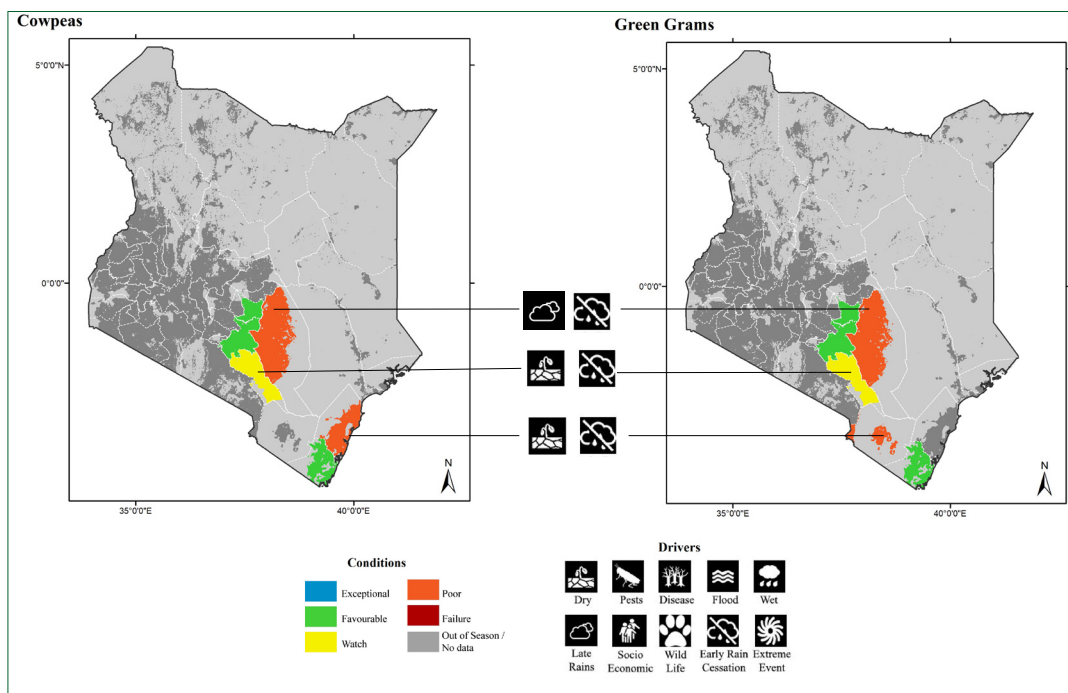 Cowpeas
Green Grams
5°0'0"N
5°0'0"N
0°0'0"
0°0'0"
N
N
35°0'0"E
40°0'0"E
35°0'0"E
40°0'0"E
Conditions
Exceptional
Poor
Favourable
Failure
Watch
Out of Season /
No data
Drivers
Dry
Pests
Disease
Flood
Wet
Late
Rains
Socio
Economic
Wild
Life
Early Rain
Cessation
Extreme
Event